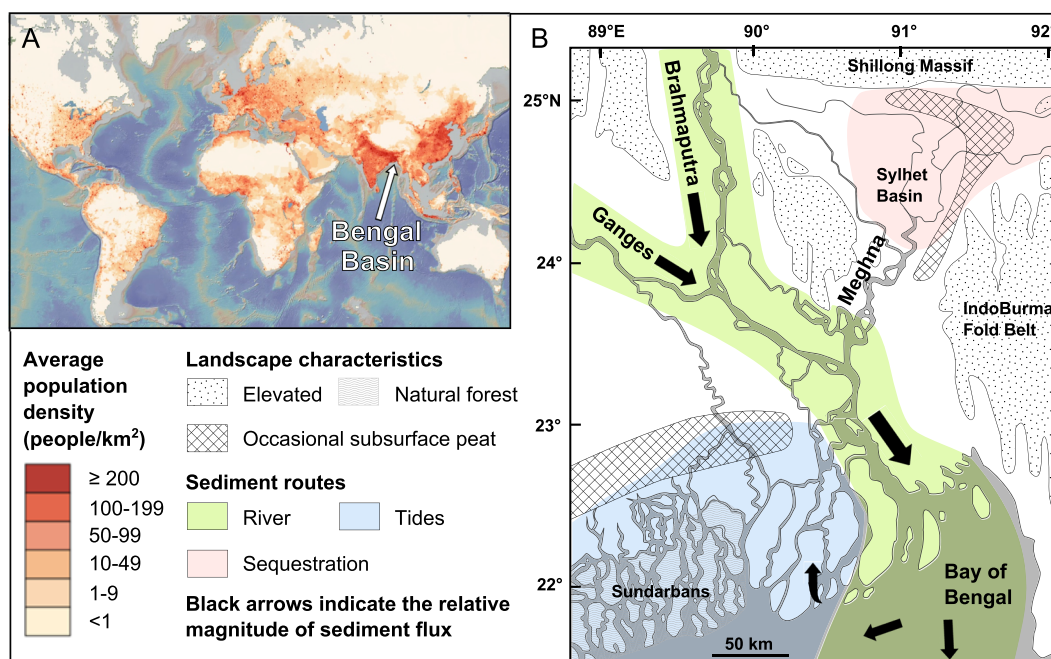 A
Bengal
Basin
Average
population
density
(people/km²)
≥ 200
100-199
50-99
10-49
1-9
<1
Landscape characteristics
Elevated
Natural forest
Occasional subsurface peat
Sediment routes
River
Tides
Sequestration
Black arrows indicate the relative
magnitude of sediment flux
B
89°E
90°
91°
92
25°N
24°
23°
22°
Shillong Massif
Brahmaputra
Sylhet
Basin
Ganges
Meghna
IndoBurma
Fold Belt
Sundarbans
Bay of
Bengal
50 km